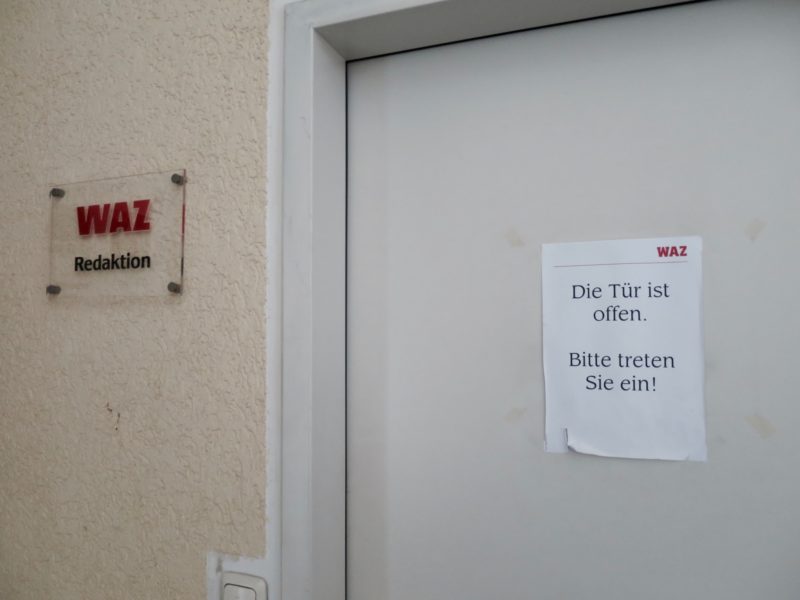 WAZ
Redaktion
WAZ
Die Tür ist
offen.
Bitte treten
Sie ein!